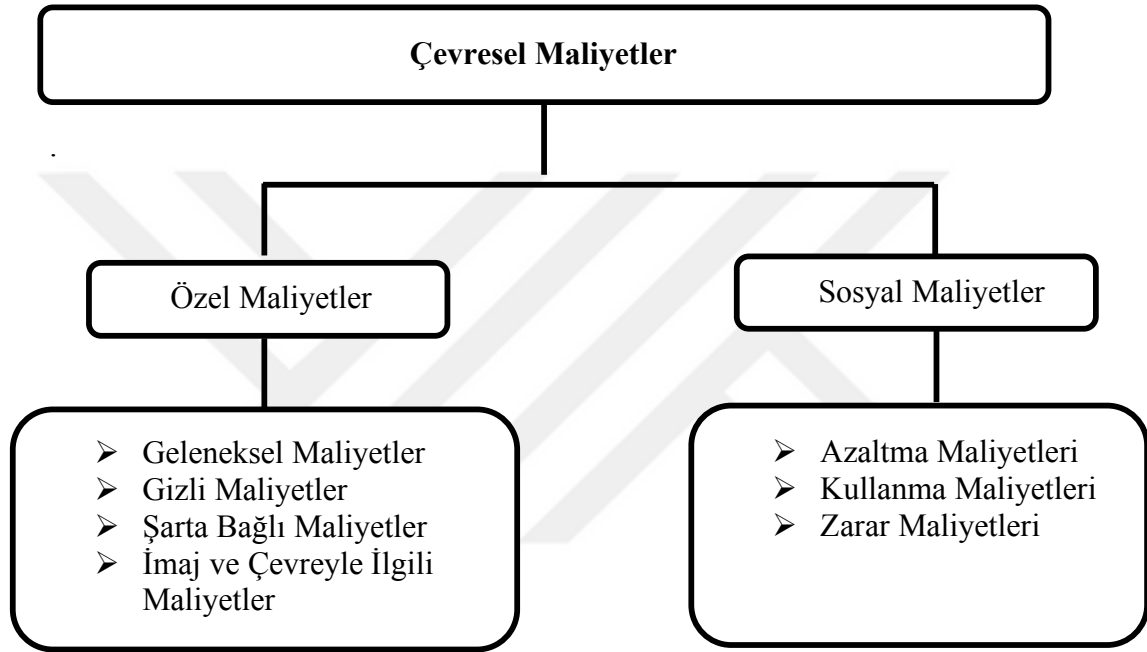 Çevresel Maliyetler
Özel Maliyetler
Sosyal Maliyetler
➢ Geleneksel Maliyetler
➢ Gizli Maliyetler
➢ Şarta Bağlı Maliyetler
➢ İmaj ve Çevreyle İlgili
Maliyetler
➢ Azaltma Maliyetleri
➢ Kullanma Maliyetleri
➢ Zarar Maliyetleri